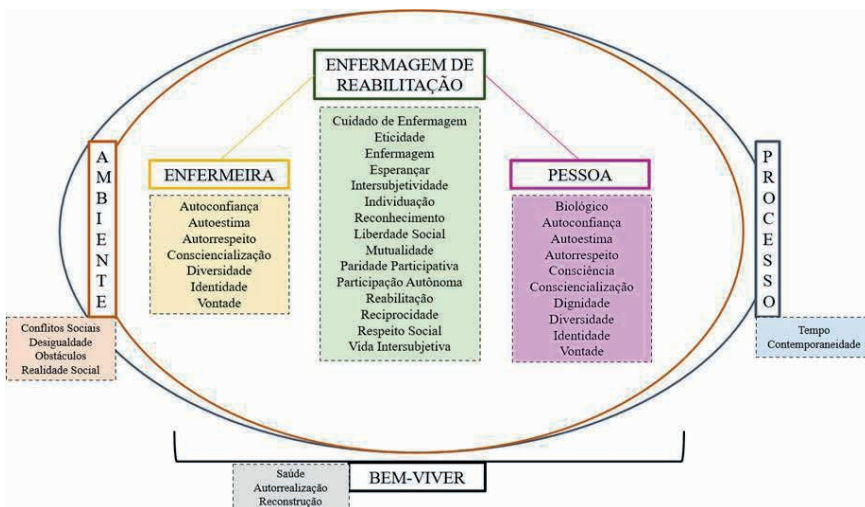 ENFERMAGEM DE
REABILITAÇÃO
Cuidado de Enfermagem
Eticidade
Enfermagem
Esperançar
Intersubjetividade
Individuação
Reconhecimento
Liberdade Social
Mutualidade
Paridade Participativa
Participação Autônoma
Reabilitação
Reciprocidade
Respeito Social
Vida Intersubjetiva
AMBIENTE
Conflitos Sociais
Desigualdade
Obstáculos
Realidade Social
ENFERMEIRA
Autoconfiança
Autoestima
Autorrespeito
Consciencialização
Diversidade
Identidade
Vontade
PESSOA
Biológico
Autoconfiança
Autoestima
Autorrespeito
Consciência
Consciencialização
Dignidade
Diversidade
Identidade
Vontade
PROCESSO
Tempo
Contemporaneidade
BEM-VIVER
Saúde
Autorrealização
Reconstrução